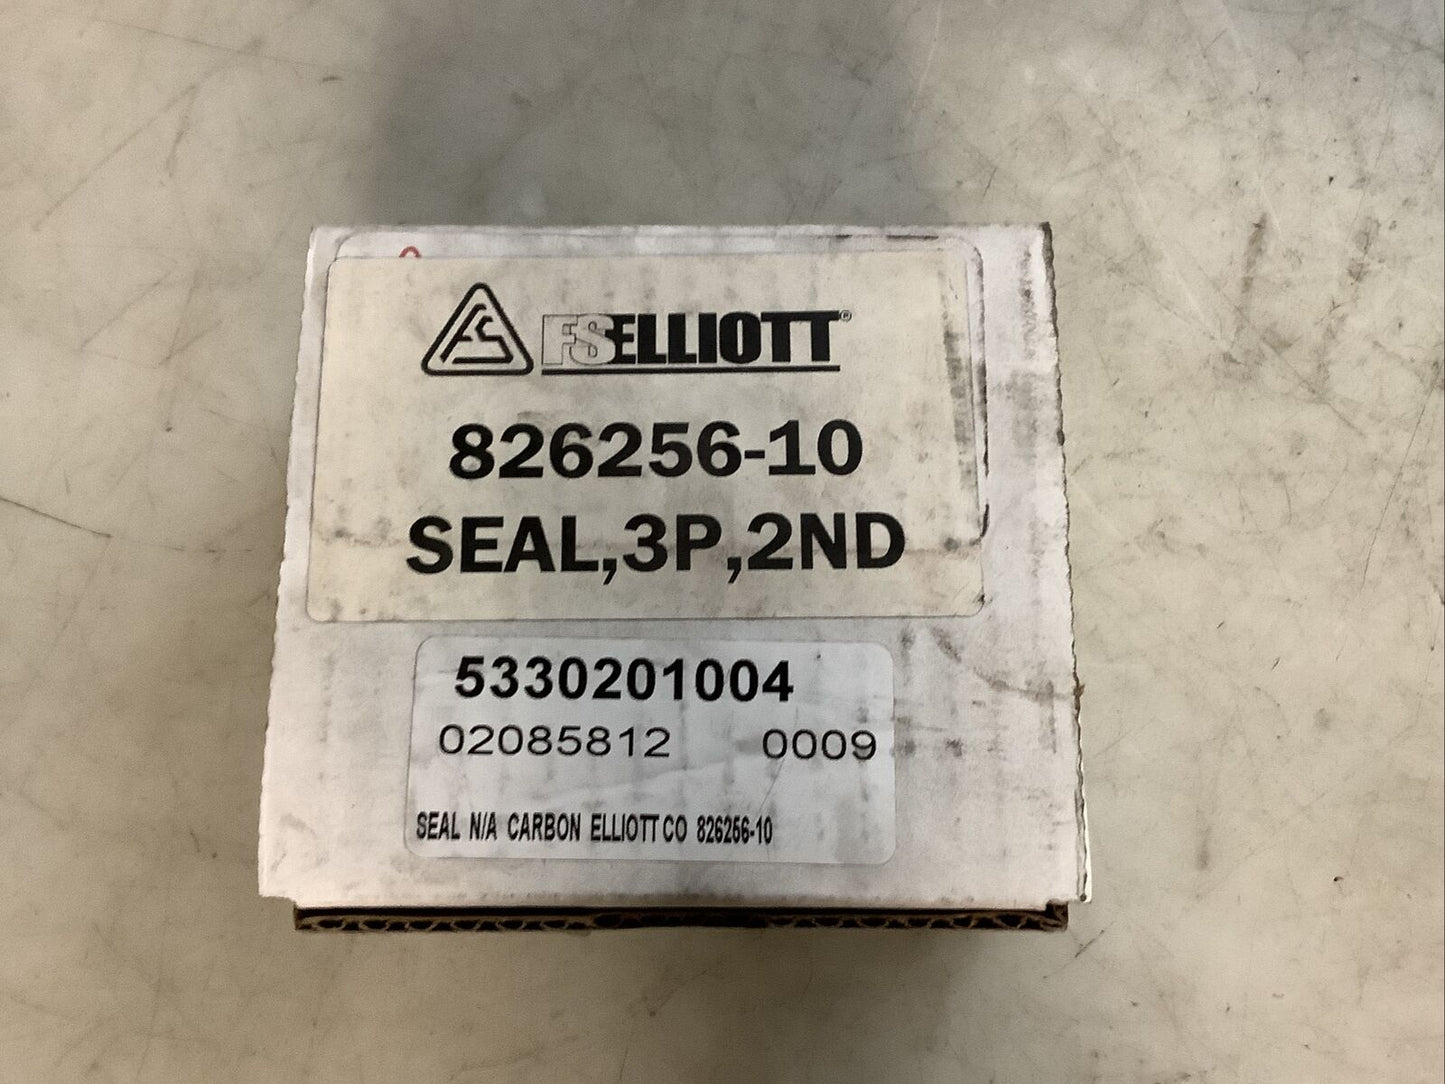 FSELLIOTT®
826256-10
SEAL,3P,2ND
5330201004
02085812 0009
SEAL N/A CARBON ELLIOTT CO 826256-10